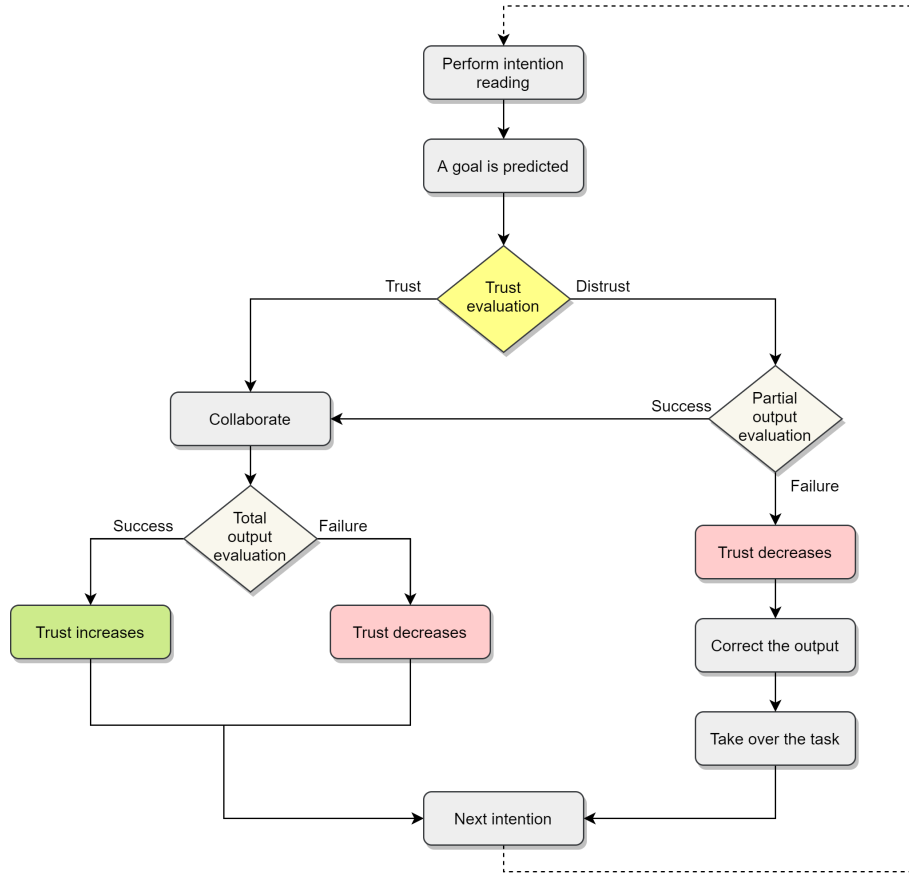 Perform intention
reading
A goal is predicted
Trust
Trust
evaluation
Distrust
Collaborate
Success
Partial
output
evaluation
Failure
Success
Total
output
evaluation
Failure
Trust decreases
Trust increases
Trust decreases
Correct the output
Take over the task
Next intention